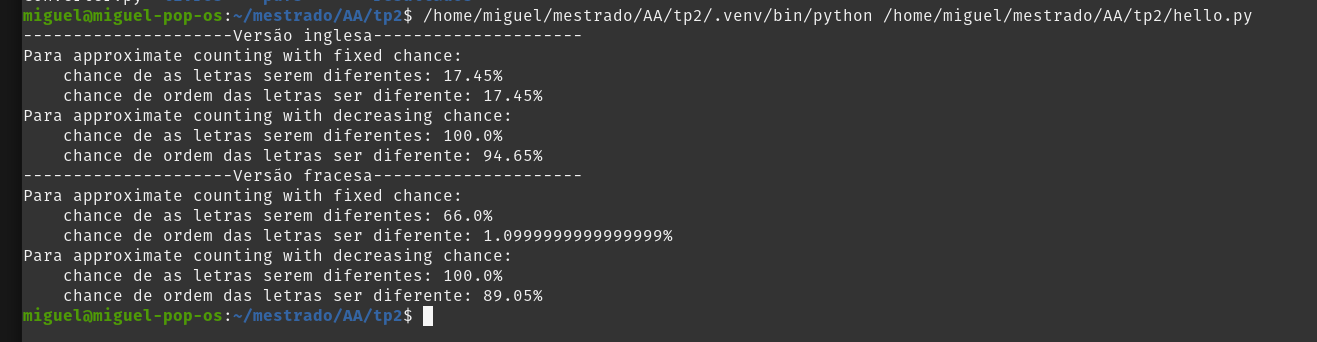 miguel@miguel-pop-os:~/mestrado/AA/tp2$ /home/miguel/mestrado/AA/tp2/.venv/bin/python /home/miguel/mestrado/AA/tp2/hello.py
---------------------Versão inglesa---------------------
Para approximate counting with fixed chance:
    chance de as letras serem diferentes: 17.45%
    chance de ordem das letras ser diferente: 17.45%
Para approximate counting with decreasing chance:
    chance de as letras serem diferentes: 100.0%
    chance de ordem das letras ser diferente: 94.65%
---------------------Versão fracesa---------------------
Para approximate counting with fixed chance:
    chance de as letras serem diferentes: 66.0%
    chance de ordem das letras ser diferente: 1.0999999999999999%
Para approximate counting with decreasing chance:
    chance de as letras serem diferentes: 100.0%
    chance de ordem das letras ser diferente: 89.05%
miguel@miguel-pop-os:~/mestrado/AA/tp2$